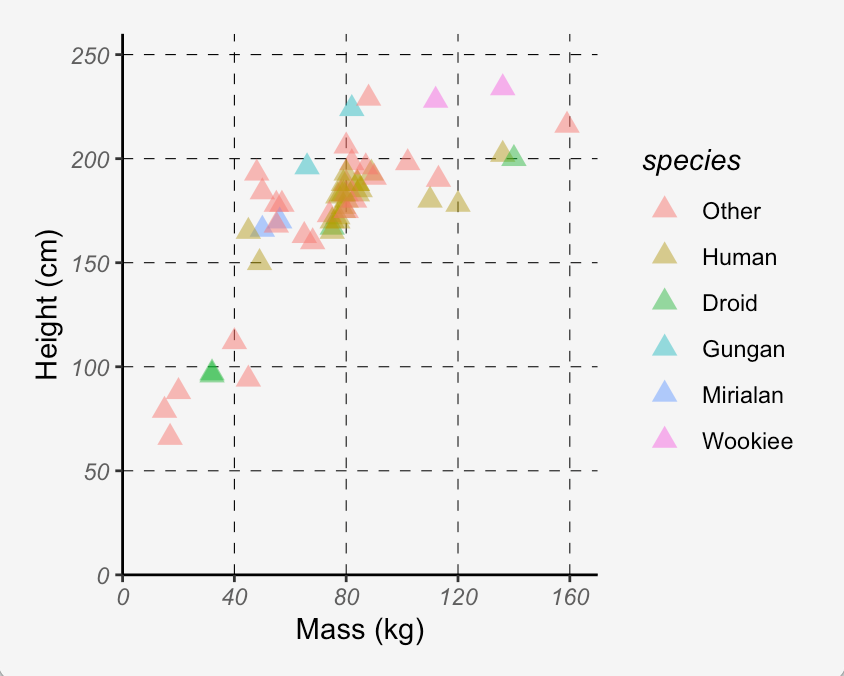 250
200
150
100
50
0
0 40 80 120 160
Height (cm)
Mass (kg)
species
Other
Human
Droid
Gungan
Mirialan
Wookiee